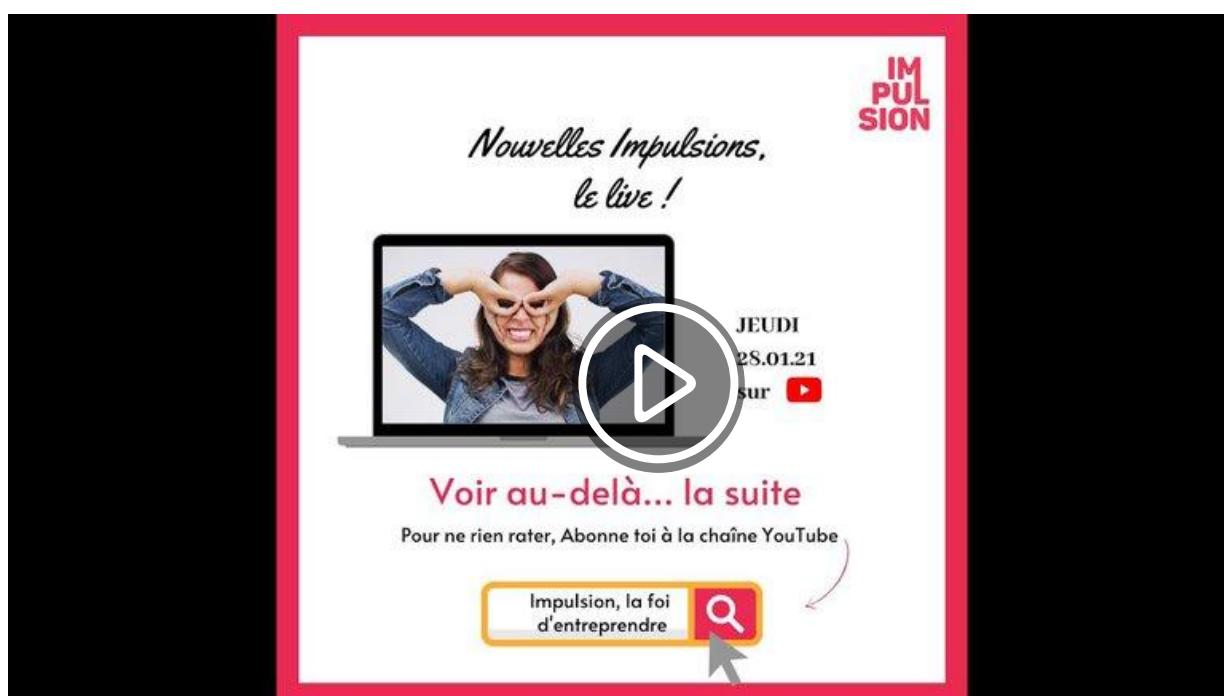 IM
PUL
SION
Nouvelles Impulsions,
le live !
JEUDI
28.01.21
sur
Voir au-delà... la suite
Pour ne rien rater, Abonne toi à la chaîne YouTube
Impulsion, la foi
d'entreprendre